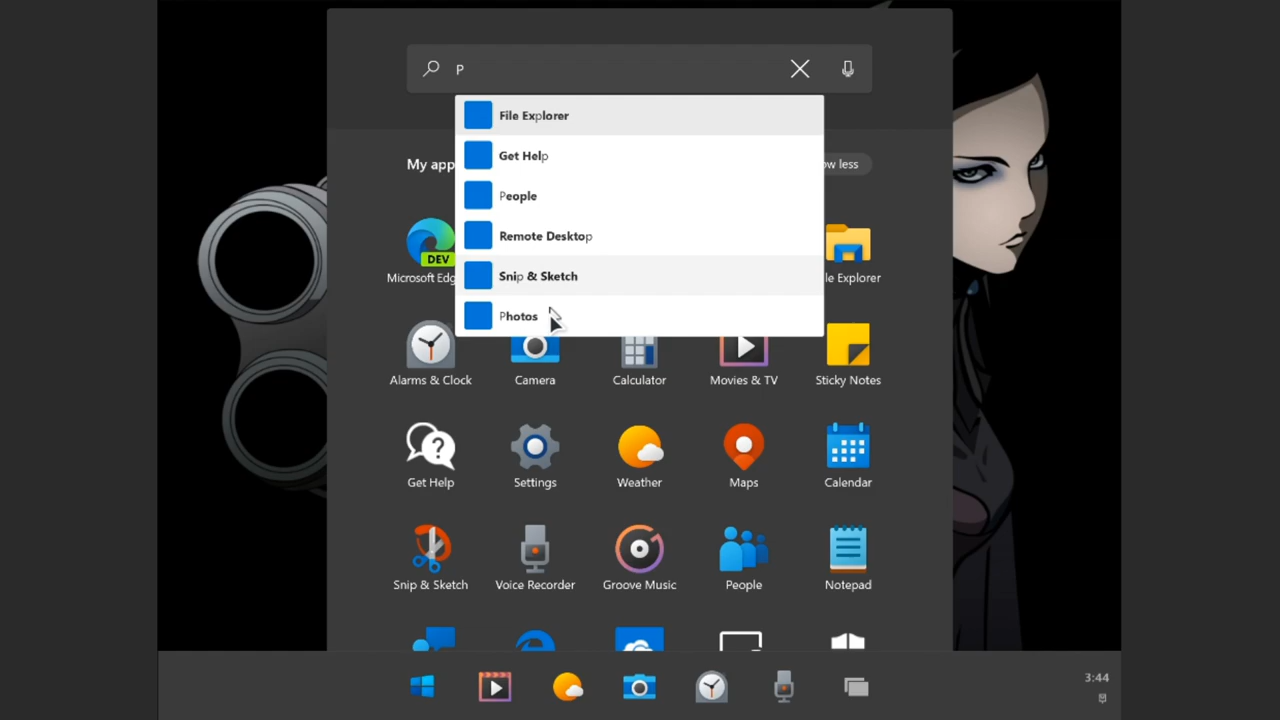 P
File Explorer
Get Help
People
Remote Desktop
Snip & Sketch
Photos
My app
ow less
DEV
Microsoft Edg
le Explorer
Alarms & Clock
Camera
Calculator
Movies & TV
Sticky Notes
Get Help
Settings
Weather
Maps
Calendar
Snip & Sketch
Voice Recorder
Groove Music
People
Notepad
3:44